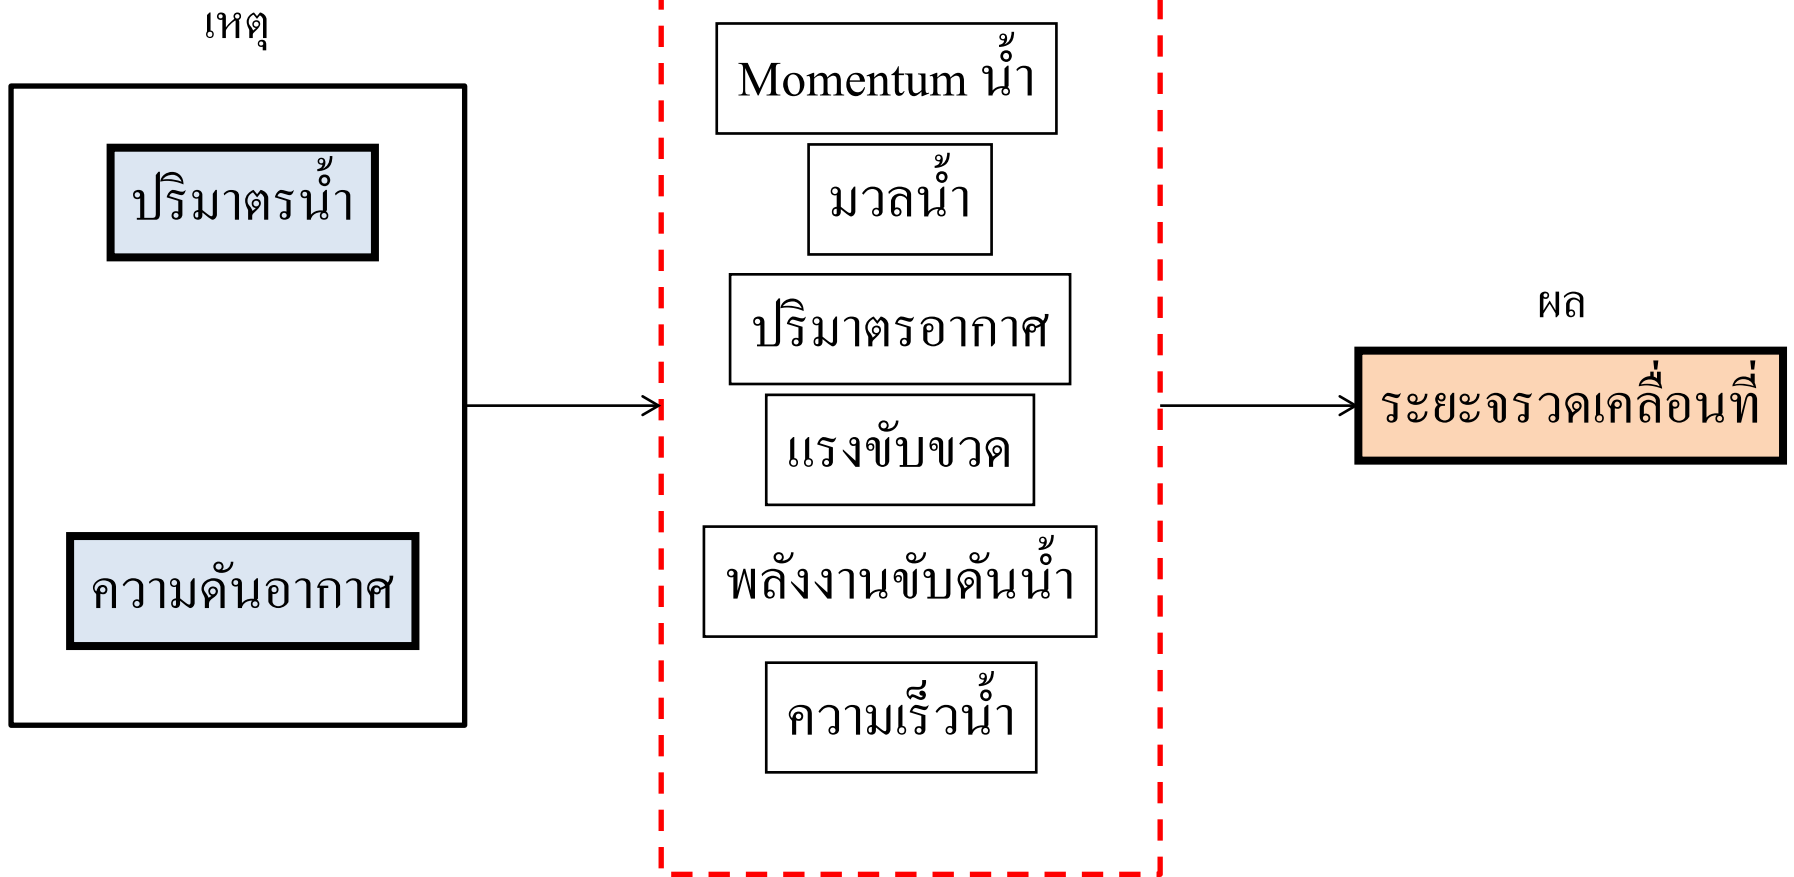 เหตุ
ปริมาตรน้ำ
ความดันอากาศ
Momentum น้ำ
มวลน้ำ
ปริมาตรอากาศ
แรงขับขวด
พลังงานขับดันน้ำ
ความเร็วน้ำ
ผล
ระยะจรวดเคลื่อนที่